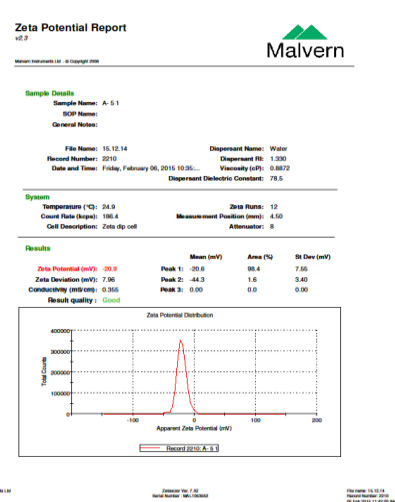 Zeta Potential Report
v2.3
Malvern
Malvern Instruments Ltd - © Copyright 2008
Sample Details
Sample Name: A- 5 1
SOP Name:
General Notes:
File Name: 15.12.14 Dispersant Name: Water
Record Number: 2210 Dispersant RI: 1.330
Date and Time: Friday, February 06, 2015 10:35:... Viscosity (cP): 0.8872
Dispersant Dielectric Constant: 78.5
System
Temperature (°C): 24.9 Zeta Runs: 12
Count Rate (kcps): 186.4 Measurement Position (mm): 4.50
Cell Description: Zeta dip cell Attenuator: 8
Results
Mean (mV) Area (%) St Dev (mV)
Zeta Potential (mV): -20.9 Peak 1: -20.6 98.4 7.55
Zeta Deviation (mV): 7.96 Peak 2: -44.3 1.6 3.40
Conductivity (mS/cm): 0.355 Peak 3: 0.00 0.0 0.00
Result quality : Good
Zeta Potential Distribution
400000
300000
200000
100000
0
Total Counts
-100 0 100 200
Apparent Zeta Potential (mV)
Record 2210: A- 5 1
s Ltd Zetasizer Ver. 7.02 File name: 15.12.14
Record Number: 2210